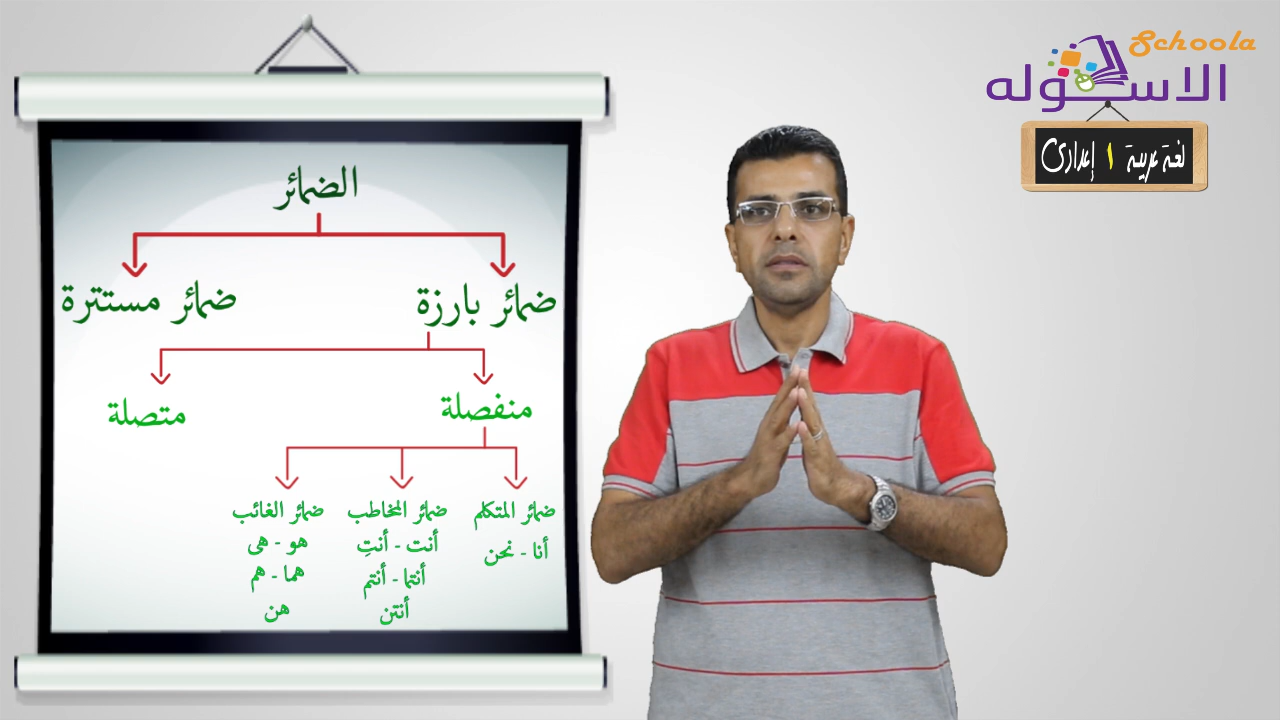 Schoola
الاسكوله
لغة عربية ١ إعدادى
الضمائر
ضمائر بارزة
ضمائر مستترة
منفصلة
متصلة
ضمائر المتكلم
أنا - نحن
ضمائر المخاطب
أنت - أنتِ
أنتما - أنتم
أنتن
ضمائر الغائب
هو - هى
هما - هم
هن